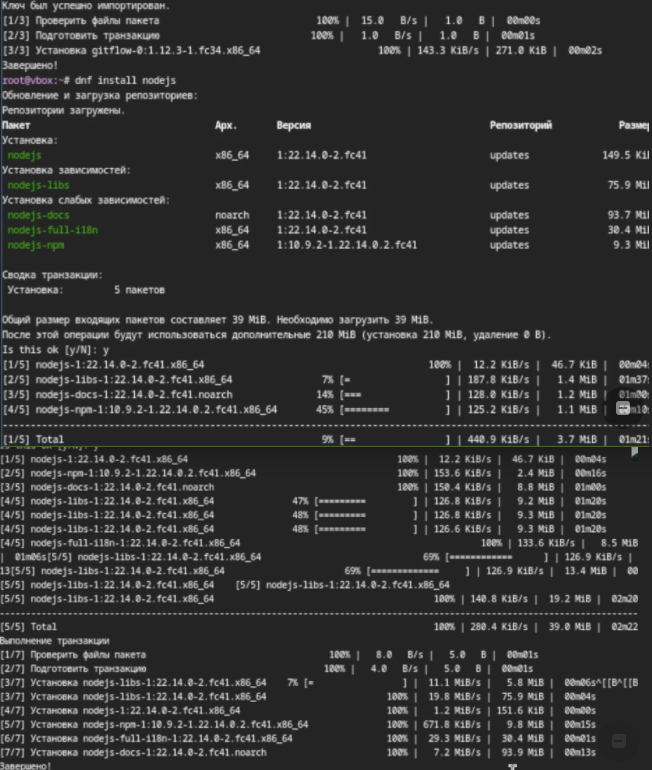 Ключ был успешно импортирован.
[1/3] Проверить файлы пакета 100% | 15.0 B/s | 1.0 B | 00m00s
[2/3] Подготовить транзакцию 100% | 1.0 B/s | 1.0 B | 00m01s
[3/3] Установка gitflow-0:1.12.3-1.fc34.x86_64 100% | 143.3 KiB/s | 271.0 KiB | 00m02s
Завершено!
root@vbox:~# dnf install nodejs
Обновление и загрузка репозиториев:
Репозитории загружены.
Пакет Арх. Версия Репозиторий Разме
Установка:
nodejs x86_64 1:22.14.0-2.fc41 updates 149.5 Ki
Установка зависимостей:
nodejs-libs x86_64 1:22.14.0-2.fc41 updates 75.9 Mi
Установка слабых зависимостей:
nodejs-docs noarch 1:22.14.0-2.fc41 updates 93.7 Mi
nodejs-full-i18n x86_64 1:22.14.0-2.fc41 updates 30.4 Mi
nodejs-npm x86_64 1:10.9.2-1.22.14.0.2.fc41 updates 9.3 Mi
Сводка транзакции:
Установка: 5 пакетов
Общий размер входящих пакетов составляет 39 MiB. Необходимо загрузить 39 MiB.
После этой операции будут использоваться дополнительные 210 MiB (установка 210 MiB, удаление 0 B).
Is this ok [y/N]: y
[1/5] nodejs-1:22.14.0-2.fc41.x86_64 100% | 12.2 KiB/s | 46.7 KiB | 00m04
[2/5] nodejs-libs-1:22.14.0-2.fc41.x86_64 7% [= ] | 187.8 KiB/s | 1.4 MiB | 01m37
[3/5] nodejs-docs-1:22.14.0-2.fc41.noarch 14% [=== ] | 128.0 KiB/s | 1.2 MiB | 01m00
[4/5] nodejs-npm-1:10.9.2-1.22.14.0.2.fc41.x86_64 45% [======== ] | 125.2 KiB/s | 1.1 MiB |
----------------------------------------------------------------
[1/5] Total 9% [== ] | 440.9 KiB/s | 3.7 MiB | 01m21
[1/5] nodejs-1:22.14.0-2.fc41.x86_64 100% | 12.2 KiB/s | 46.7 KiB | 00m04s
[2/5] nodejs-npm-1:10.9.2-1.22.14.0.2.fc41.x86_64 100% | 153.6 KiB/s | 2.4 MiB | 00m16s
[3/5] nodejs-docs-1:22.14.0-2.fc41.noarch 100% | 150.4 KiB/s | 8.8 MiB | 01m00s
[4/5] nodejs-libs-1:22.14.0-2.fc41.x86_64 47% [========= ] | 126.8 KiB/s | 9.2 MiB | 01m20s
[4/5] nodejs-libs-1:22.14.0-2.fc41.x86_64 48% [========= ] | 126.8 KiB/s | 9.3 MiB | 01m20s
[4/5] nodejs-libs-1:22.14.0-2.fc41.x86_64 48% [========= ] | 126.6 KiB/s | 9.3 MiB | 01m20s
[4/5] nodejs-full-i18n-1:22.14.0-2.fc41.x86_64 100% | 133.6 KiB/s | 8.5 MiB
| 01m06s[5/5] nodejs-libs-1:22.14.0-2.fc41.x86_64 69% [============ ] | 126.9 KiB/s |
13[5/5] nodejs-libs-1:22.14.0-2.fc41.x86_64 69% [============= ] | 126.9 KiB/s | 13.4 MiB | 00
[5/5] nodejs-libs-1:22.14.0-2.fc41.x86_64 [5/5] nodejs-libs-1:22.14.0-2.fc41.x86_64
[5/5] nodejs-libs-1:22.14.0-2.fc41.x86_64 100% | 140.8 KiB/s | 19.2 MiB | 02m20
----------------------------------------------------------------
[5/5] Total 100% | 280.4 KiB/s | 39.0 MiB | 02m22
Выполнение транзакции
[1/7] Проверить файлы пакета 100% | 8.0 B/s | 5.0 B | 00m01s
[2/7] Подготовить транзакцию 100% | 4.0 B/s | 5.0 B | 00m01s
[3/7] Установка nodejs-libs-1:22.14.0-2.fc41.x86_64 7% [= ] | 11.1 MiB/s | 5.8 MiB | 00m06s^[[B^[[B
[3/7] Установка nodejs-libs-1:22.14.0-2.fc41.x86_64 100% | 19.8 MiB/s | 75.9 MiB | 00m04s
[4/7] Установка nodejs-1:22.14.0-2.fc41.x86_64 100% | 1.2 MiB/s | 151.6 KiB | 00m00s
[5/7] Установка nodejs-npm-1:10.9.2-1.22.14.0.2.fc41.x86_64 100% | 671.8 KiB/s | 9.8 MiB | 00m15s
[6/7] Установка nodejs-full-i18n-1:22.14.0-2.fc41.x86_64 100% | 29.3 MiB/s | 30.4 MiB | 00m01s
[7/7] Установка nodejs-docs-1:22.14.0-2.fc41.noarch 100% | 7.2 MiB/s | 93.9 MiB | 00m13s
Завершено!